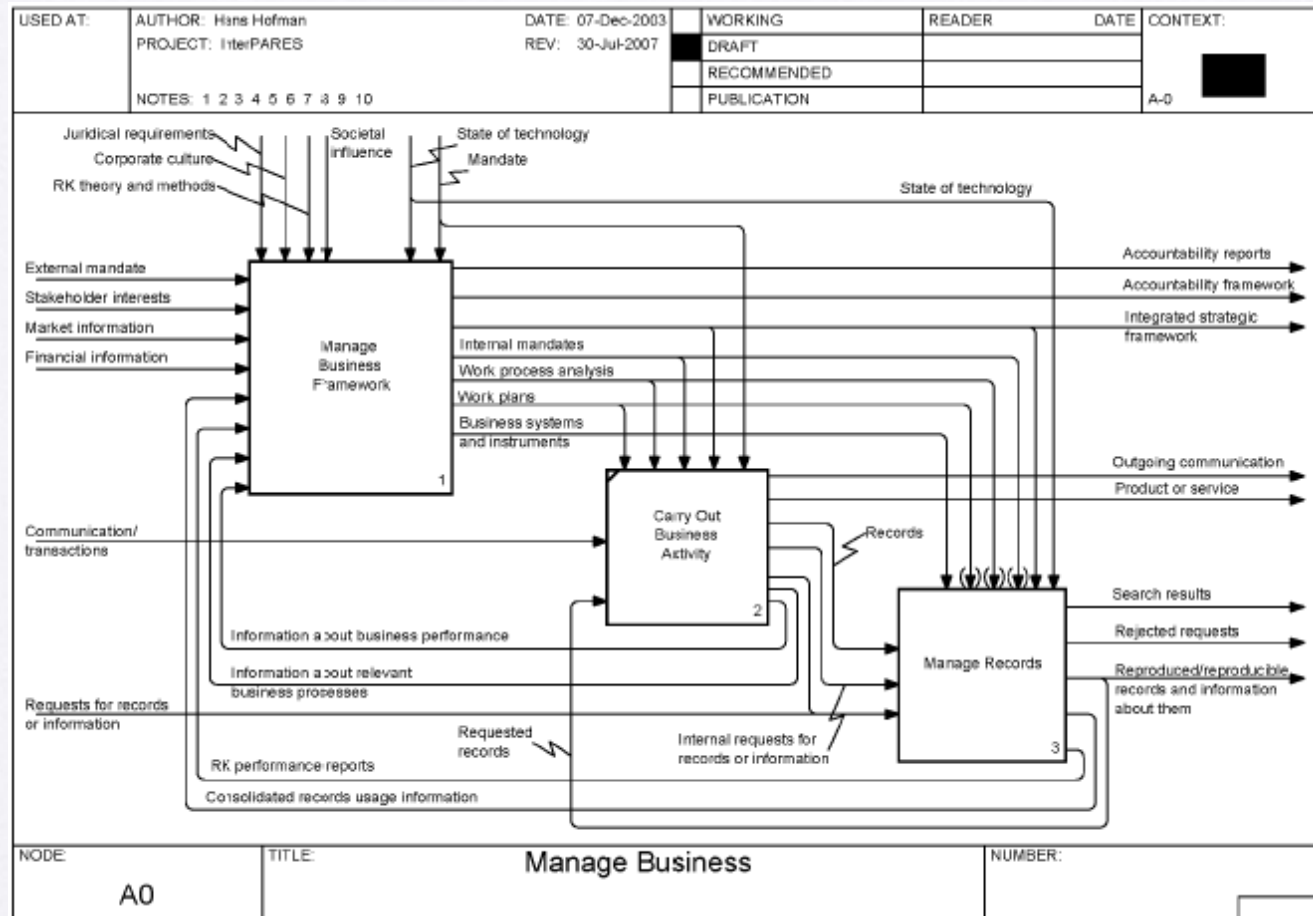 USED AT:
AUTHOR: Hans Hofman
DATE: 07-Dec-2003
WORKING
READER
DATE
CONTEXT:
PROJECT: InterPARES
REV: 30-Jul-2007
DRAFT
RECOMMENDED
NOTES: 1 2 3 4 5 6 7 8 9 10
PUBLICATION
A-0
Juridical requirements
Corporate culture
RK theory and methods
Societal
influence
State of technology
Mandate
State of technology
External mandate
Stakeholder interests
Market information
Financial information
Manage
Business
Framework
1
Accountability reports
Accountability framework
Integrated strategic
framework
Internal mandates
Work process analysis
Work plans
Business systems
and instruments
Outgoing communication
Product or service
Communication/
transactions
Carry Out
Business
Activity
2
Records
Search results
Rejected requests
Reproduced/reproducible
records and information
about them
Manage Records
3
Information about business performance
Information about relevant
business processes
Requests for records
or information
Requested
records
Internal requests for
records or information
RK performance reports
Consolidated records usage information
NODE:
A0
TITLE:
Manage Business
NUMBER: